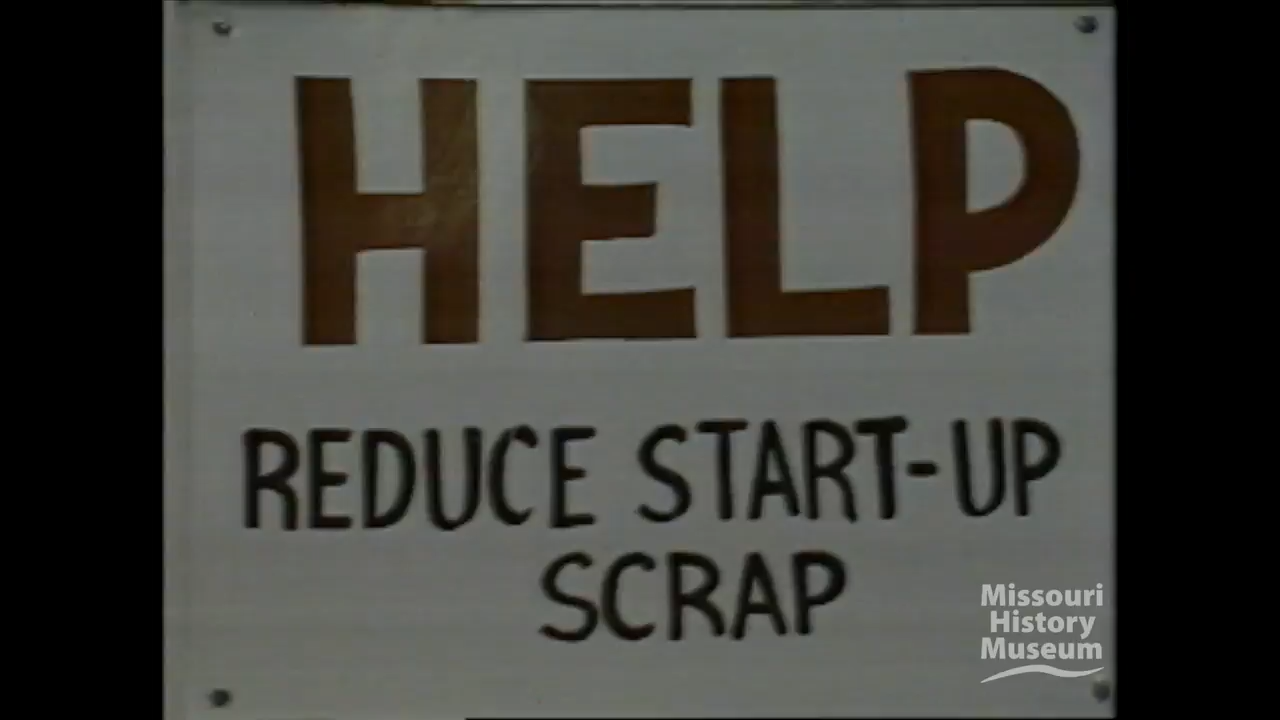 HELP
REDUCE START-UP
SCRAP
Missouri
History
Museum